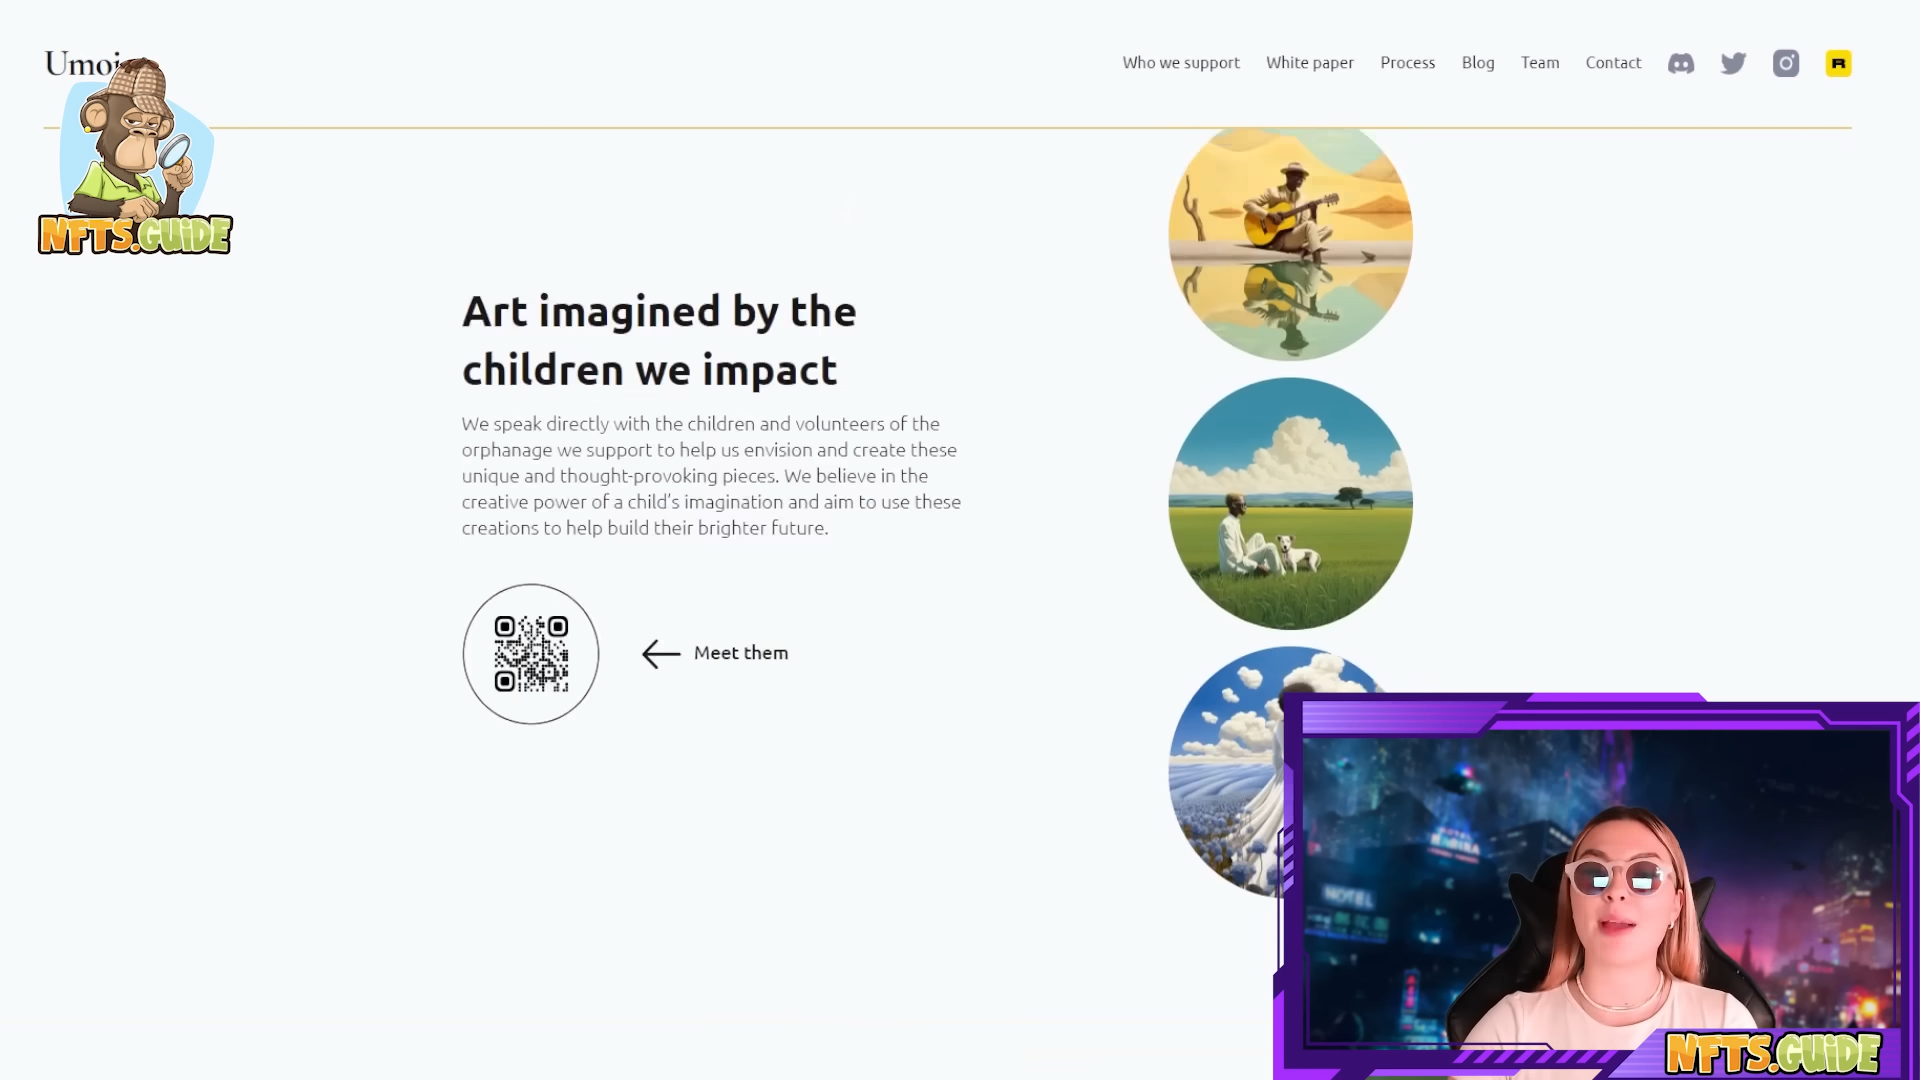 Umoj
Who we support White paper Process Blog Team Contact
R
NFTS.GUiDE
Art imagined by the
children we impact
We speak directly with the children and volunteers of the
orphanage we support to help us envision and create these
unique and thought-provoking pieces. We believe in the
creative power of a child's imagination and aim to use these
creations to help build their brighter future.
Meet them
HOTEL
NFTS.GUiDE